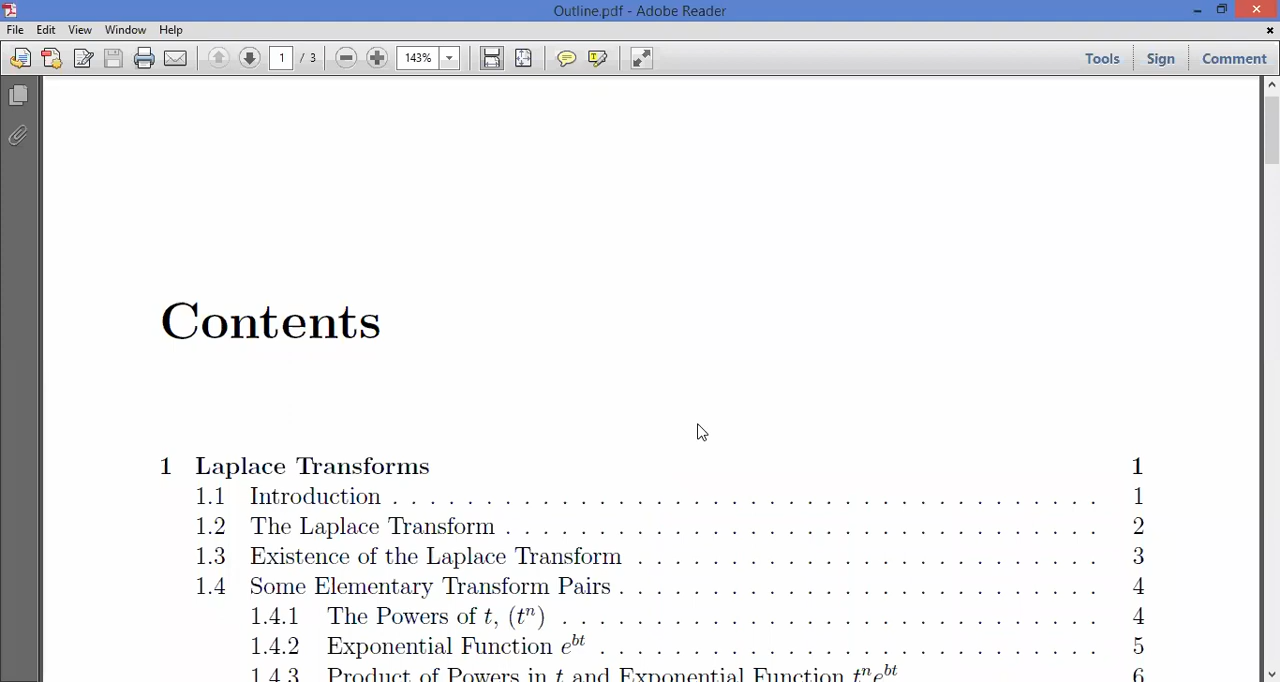 Outline.pdf - Adobe Reader
File Edit View Window Help
1 / 3 143% Tools Sign Comment
Contents
1 Laplace Transforms 1
1.1 Introduction . . . . . . . . . . . . . . . . . . . . . . . . . . . . . . . . . . . . . . 1
1.2 The Laplace Transform . . . . . . . . . . . . . . . . . . . . . . . . . . . . . . . . 2
1.3 Existence of the Laplace Transform . . . . . . . . . . . . . . . . . . . . . . . . . 3
1.4 Some Elementary Transform Pairs . . . . . . . . . . . . . . . . . . . . . . . . . . 4
1.4.1 The Powers of t, (tⁿ) . . . . . . . . . . . . . . . . . . . . . . . . . . . . . 4
1.4.2 Exponential Function eᵇᵗ . . . . . . . . . . . . . . . . . . . . . . . . . . . 5
1.4.3 Product of Powers in t and Exponential Function tⁿeᵇᵗ 6